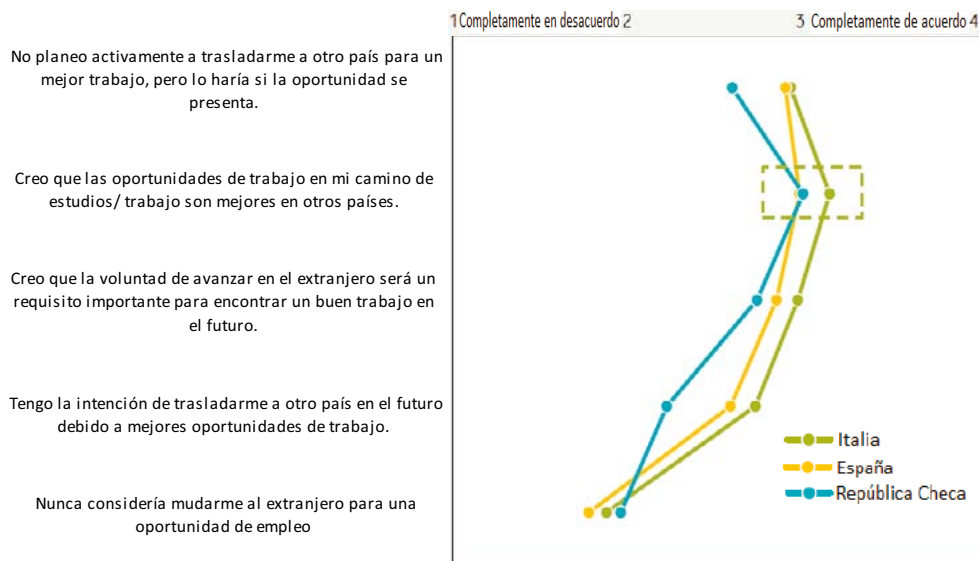 1 Completamente en desacuerdo 2 3 Completamente de acuerdo 4
No planeo activamente a trasladarme a otro país para un
mejor trabajo, pero lo haría si la oportunidad se
presenta.
Creo que las oportunidades de trabajo en mi camino de
estudios/ trabajo son mejores en otros países.
Creo que la voluntad de avanzar en el extranjero será un
requisito importante para encontrar un buen trabajo en
el futuro.
Tengo la intención de trasladarme a otro país en el futuro
debido a mejores oportunidades de trabajo.
Nunca considería mudarme al extranjero para una
oportunidad de empleo
Italia
España
República Checa